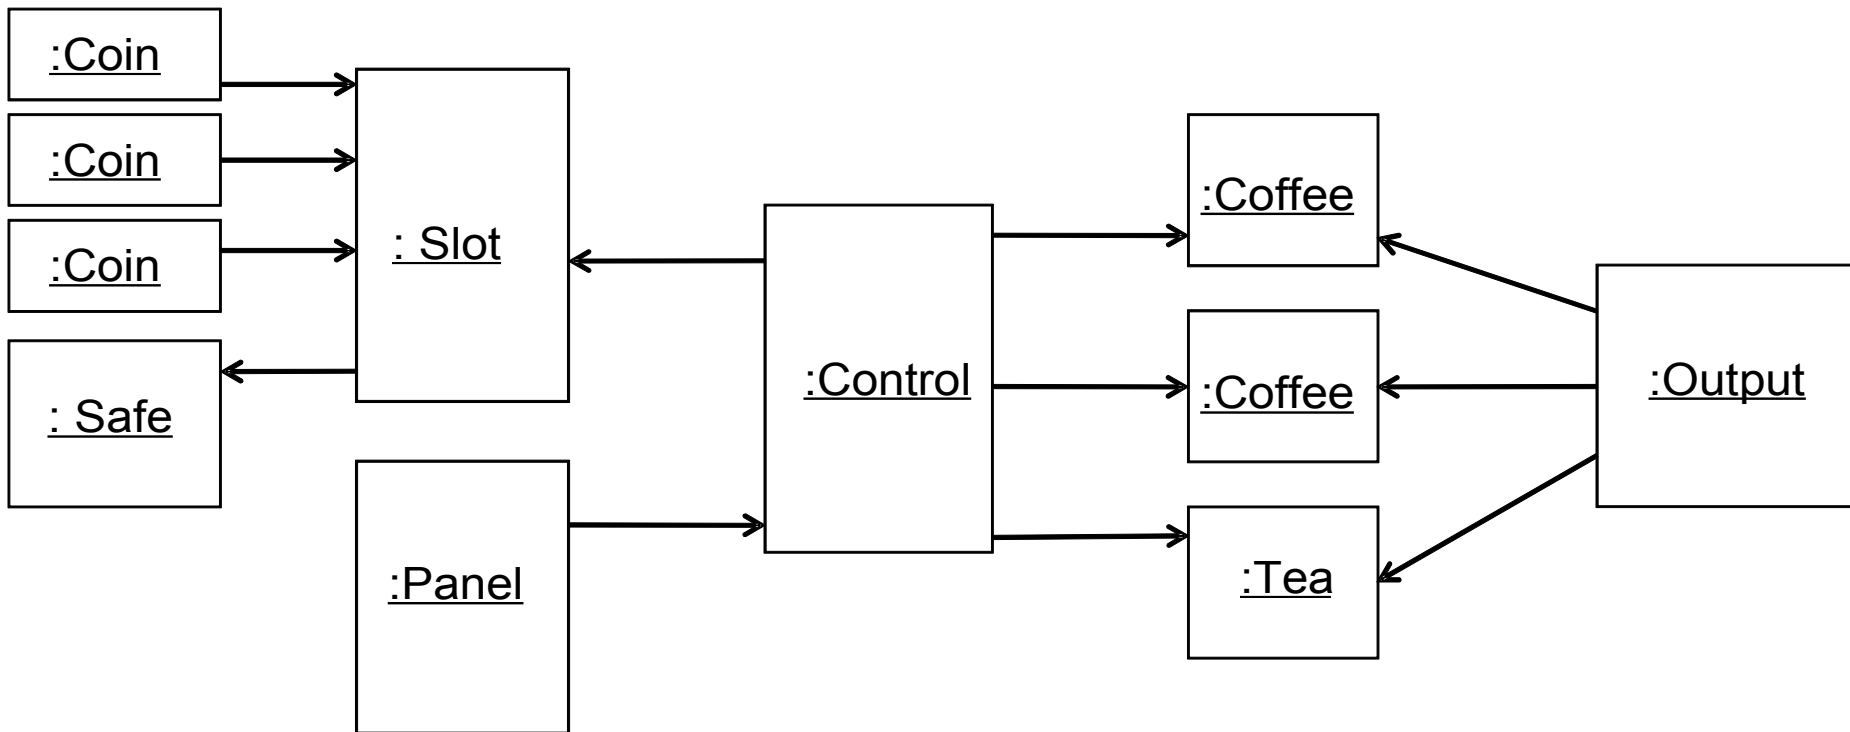 :Coin
:Coin
:Coin
: Safe
: Slot
:Panel
:Control
:Coffee
:Coffee
:Tea
:Output